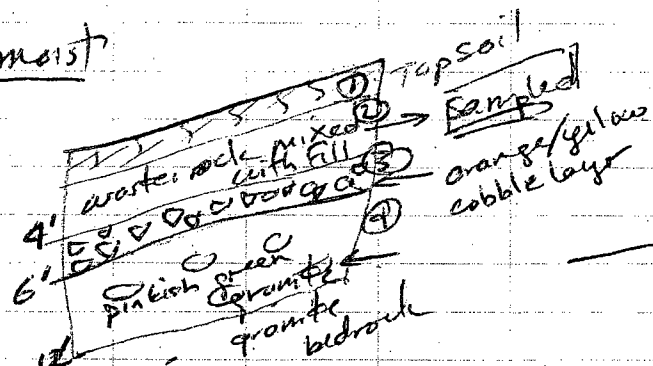 moist
① Topsoil
② → Sampled
waste rock mixed
with fill
③ ← orange/yellow
cobble layer
4'
④
6'
pinkish green
granite
bedrock
12'